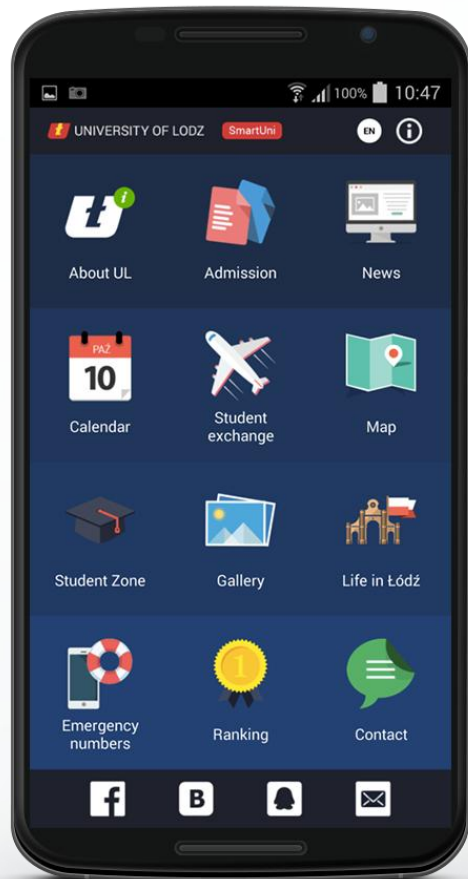 100% 10:47
UNIVERSITY OF LODZ SmartUni EN
About UL
Admission
News
PAŹ
10
Calendar
Student
exchange
Map
Student Zone
Gallery
Life in Łódź
1
Emergency
numbers
Ranking
Contact